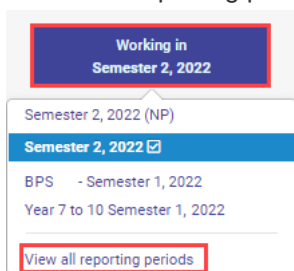 Working in
Semester 2, 2022
Semester 2, 2022 (NP)
Semester 2, 2022 ☑
BPS - Semester 1, 2022
Year 7 to 10 Semester 1, 2022
View all reporting periods